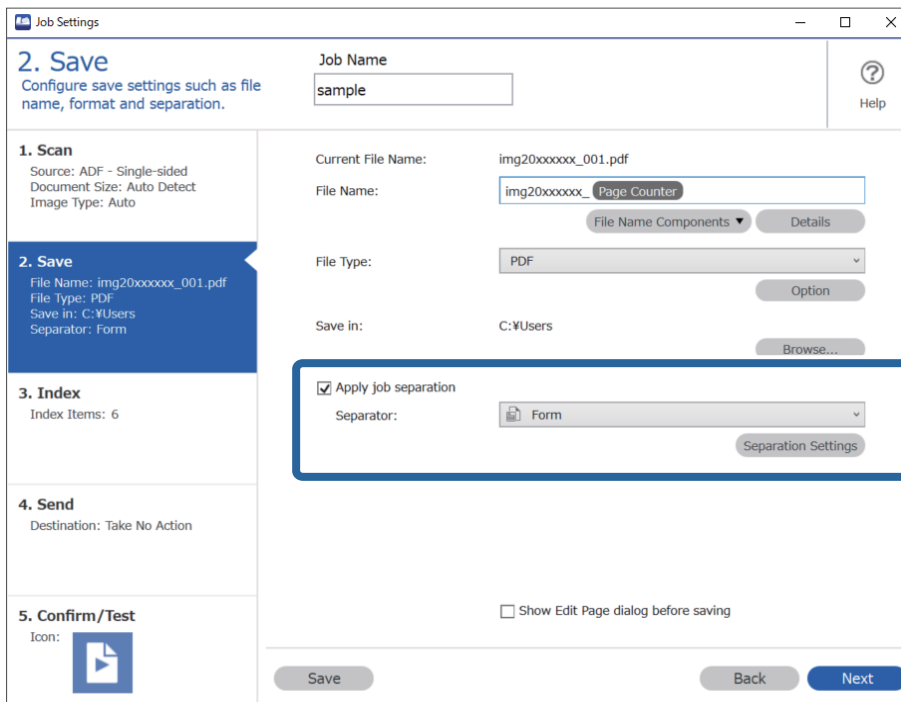 Job Settings
2. Save
Configure save settings such as file
name, format and separation.
Job Name
sample
Help
1. Scan
Source: ADF - Single-sided
Document Size: Auto Detect
Image Type: Auto
2. Save
File Name: img20xxxxxx_001.pdf
File Type: PDF
Save in: C:¥Users
Separator: Form
3. Index
Index Items: 6
4. Send
Destination: Take No Action
5. Confirm/Test
Icon:
Current File Name: img20xxxxxx_001.pdf
File Name: img20xxxxxx_ Page Counter
File Name Components ▼ Details
File Type: PDF
Option
Save in: C:¥Users
Browse...
Apply job separation
Separator: Form
Separation Settings
Show Edit Page dialog before saving
Save Back Next